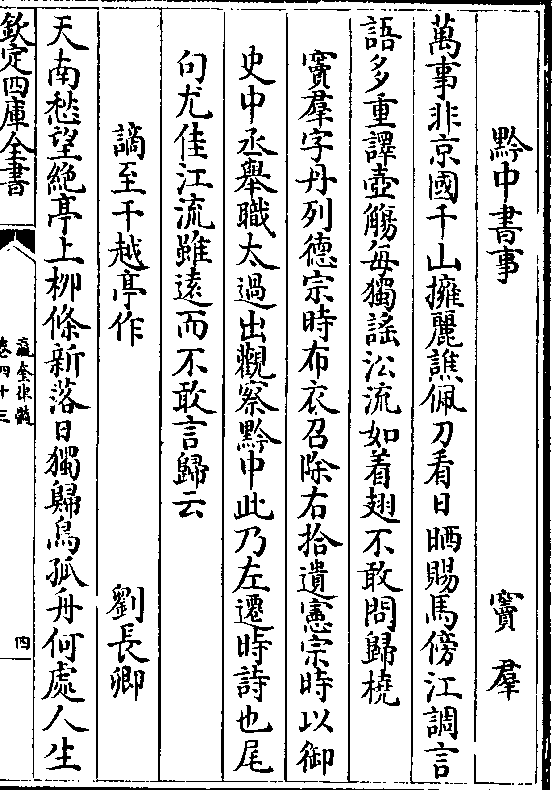 黔中書事　竇羣
萬事非京國千山擁麗譙佩刀看日曬賜馬傍江調言
語多重譯壺觴每獨謠沿流如着翅不敢問歸橈
竇羣字丹列德宗時布衣召除右拾遺憲宗時以御
史中丞舉職太過出觀察黔中此乃左遷時詩也尾
句尤佳江流雖遠而不敢言歸云
謫至千越亭作　劉長卿
天南愁望絶亭上栁條新落日獨歸鳥孤舟何處人生
欽定四庫全書
瀛奎律髓
卷四十三
四